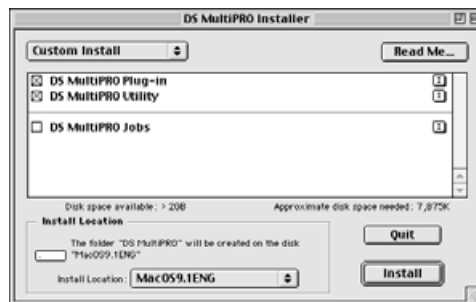 DS MultiPRO Installer
Custom Install
Read Me...
DS MultiPRO Plug-in
DS MultiPRO Utility
DS MultiPRO Jobs
Disk space available: > 2GB Approximate disk space needed: 7,875K
Install Location
The folder "DS MultiPRO" will be created on the disk
"MacOS9.1ENG"
Install Location: MacOS9.1ENG
Quit
Install